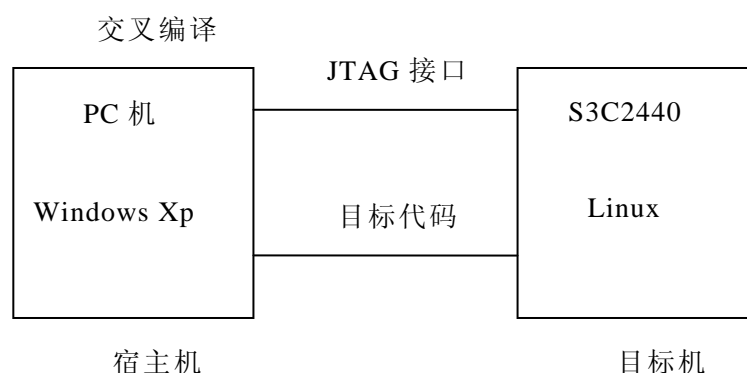 交叉编译
JTAG 接口
PC 机
S3C2440
Windows Xp
目标代码
Linux
宿主机
目标机